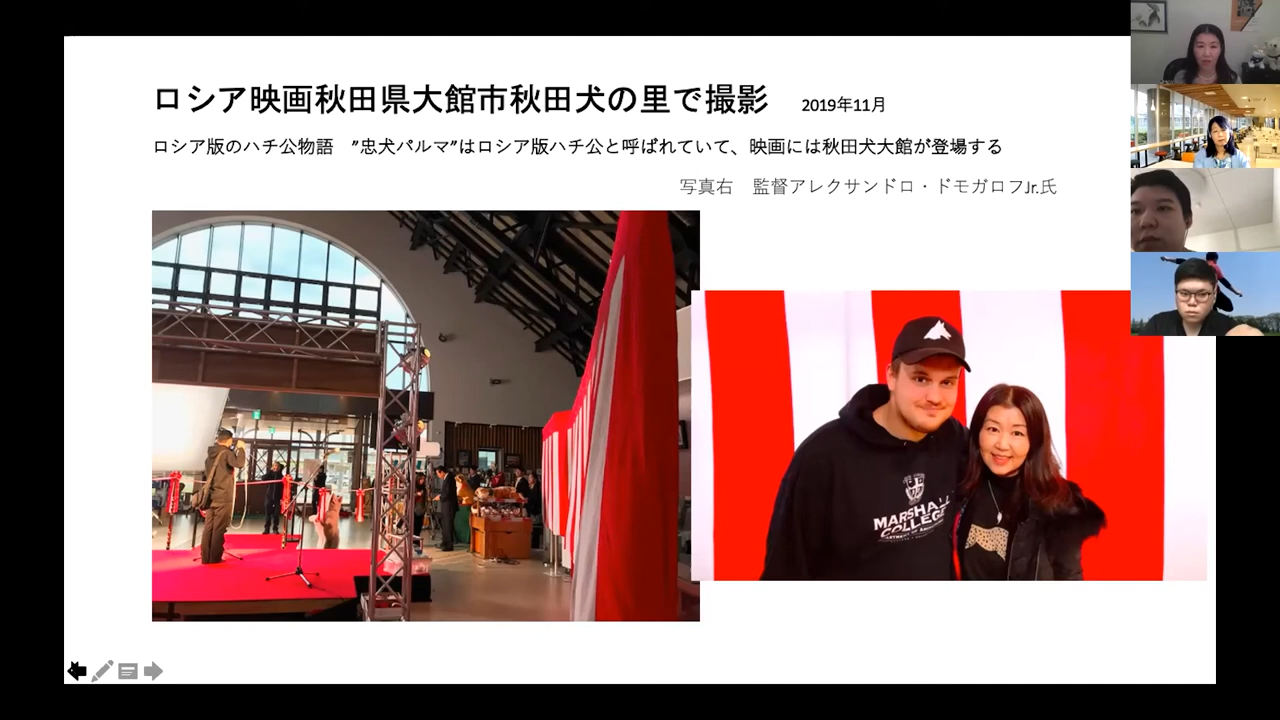 ロシア映画秋田県大館市秋田犬の里で撮影 2019年11月
ロシア版のハチ公物語　”忠犬パルマ”はロシア版ハチ公と呼ばれていて、映画には秋田犬大館が登場する
写真右　監督アレクサンドロ・ドモガロフJr.氏
MARSHALL
COLLEGE